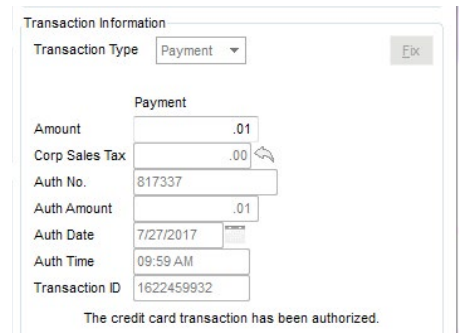 Transaction Information
Transaction Type Payment Fix
Payment
Amount .01
Corp Sales Tax .00
Auth No. 817337
Auth Amount .01
Auth Date 7/27/2017
Auth Time 09:59 AM
Transaction ID 1622459932
The credit card transaction has been authorized.